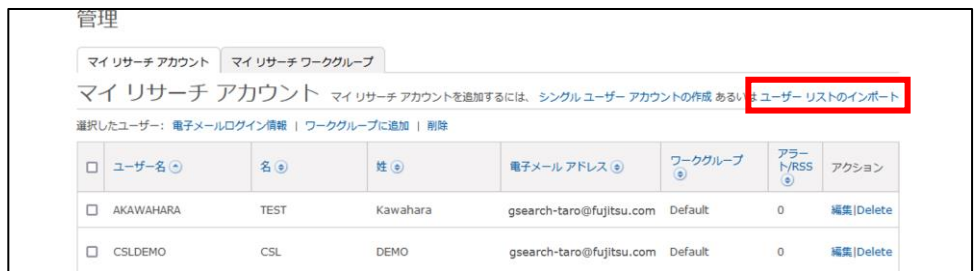 管理
マイ リサーチ アカウント マイ リサーチ ワークグループ
マイ リサーチ アカウント マイ リサーチ アカウントを追加するには、 シングル ユーザー アカウントの作成 あるいは ユーザー リストのインポート
選択したユーザー: 電子メールログイン情報 | ワークグループに追加 | 削除
ユーザー名 名 姓 電子メール アドレス ワークグループ アラート/RSS アクション
AKAWAHARA TEST Kawahara gsearch-taro@fujitsu.com Default 0 編集|Delete
CSLDEMO CSL DEMO gsearch-taro@fujitsu.com Default 0 編集|Delete